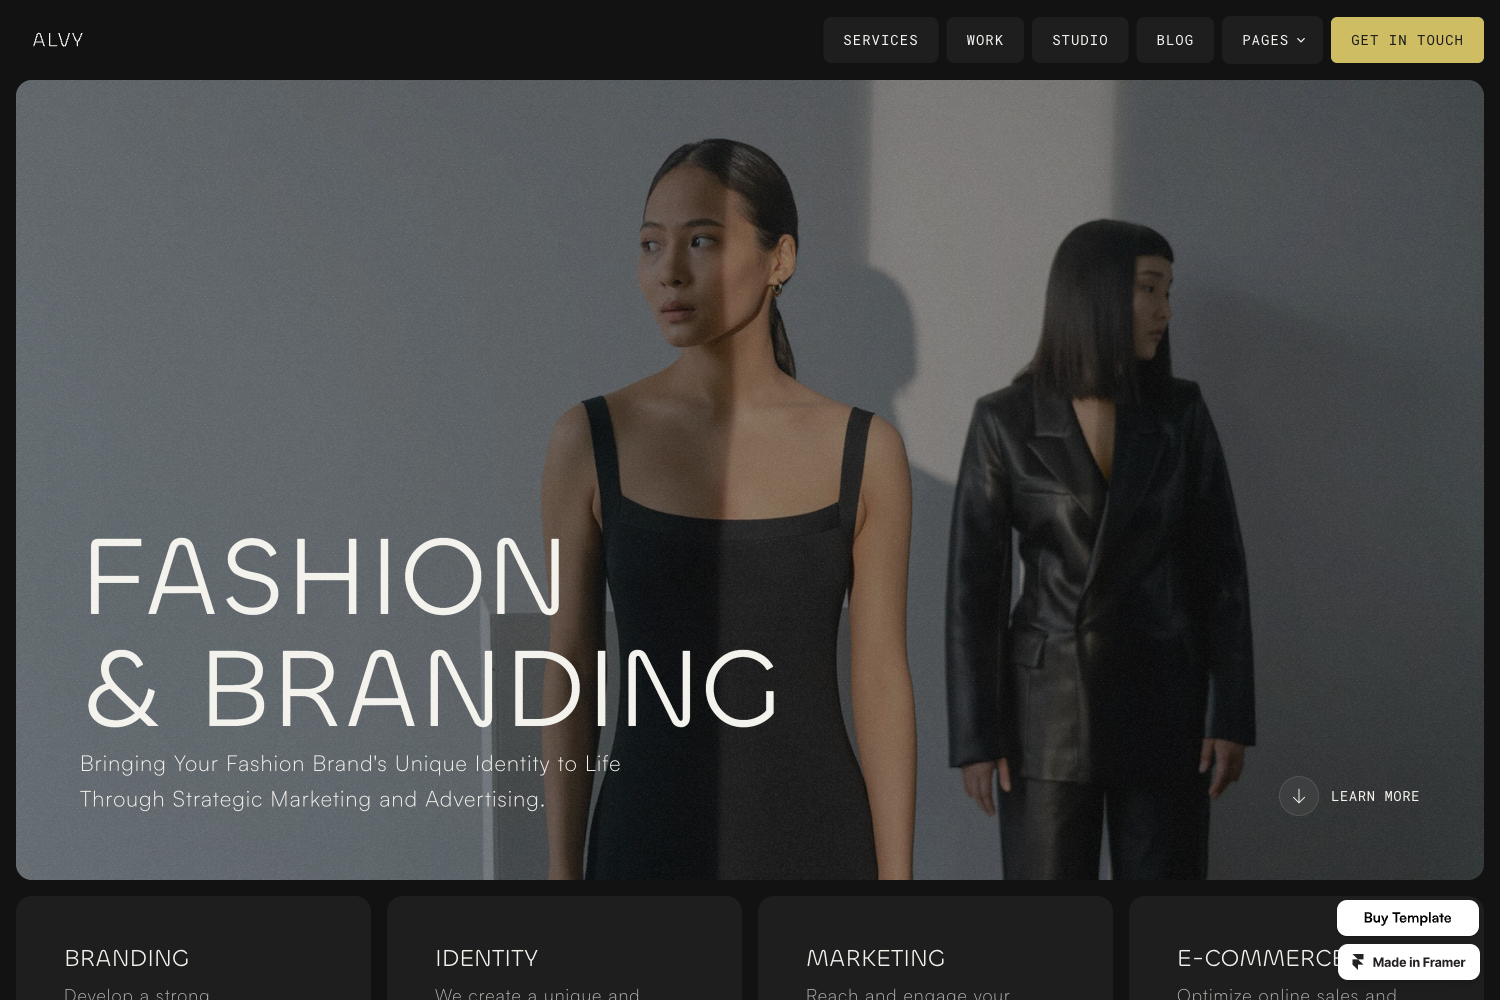 ALVY
SERVICES
WORK
STUDIO
BLOG
PAGES
GET IN TOUCH
FASHION
& BRANDING
Bringing Your Fashion Brand's Unique Identity to Life
Through Strategic Marketing and Advertising.
LEARN MORE
BRANDING
Develop a strong
IDENTITY
We create a unique and
MARKETING
Reach and engage your
E-COMMERCE
Optimize online sales and
Buy Template
Made in Framer